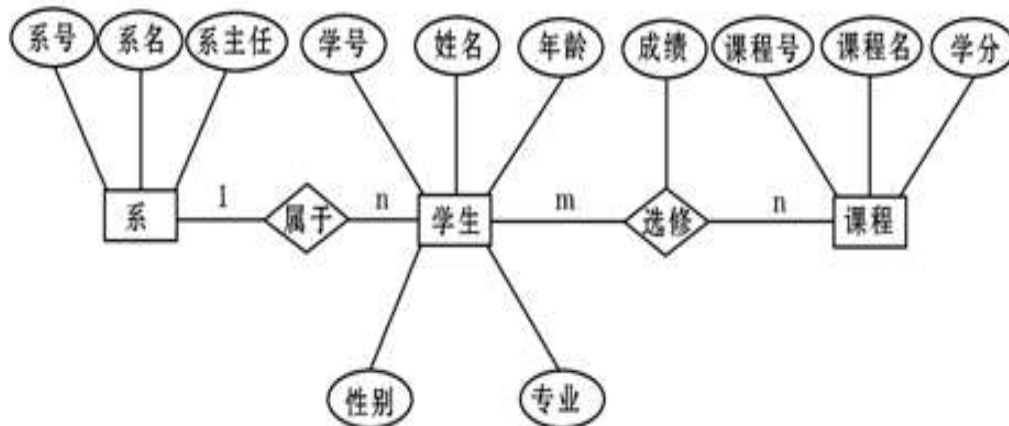 系号 系名 系主任 学号 姓名 年龄 成绩 课程号 课程名 学分
系 1 属于 n 学生 m 选修 n 课程
性别 专业